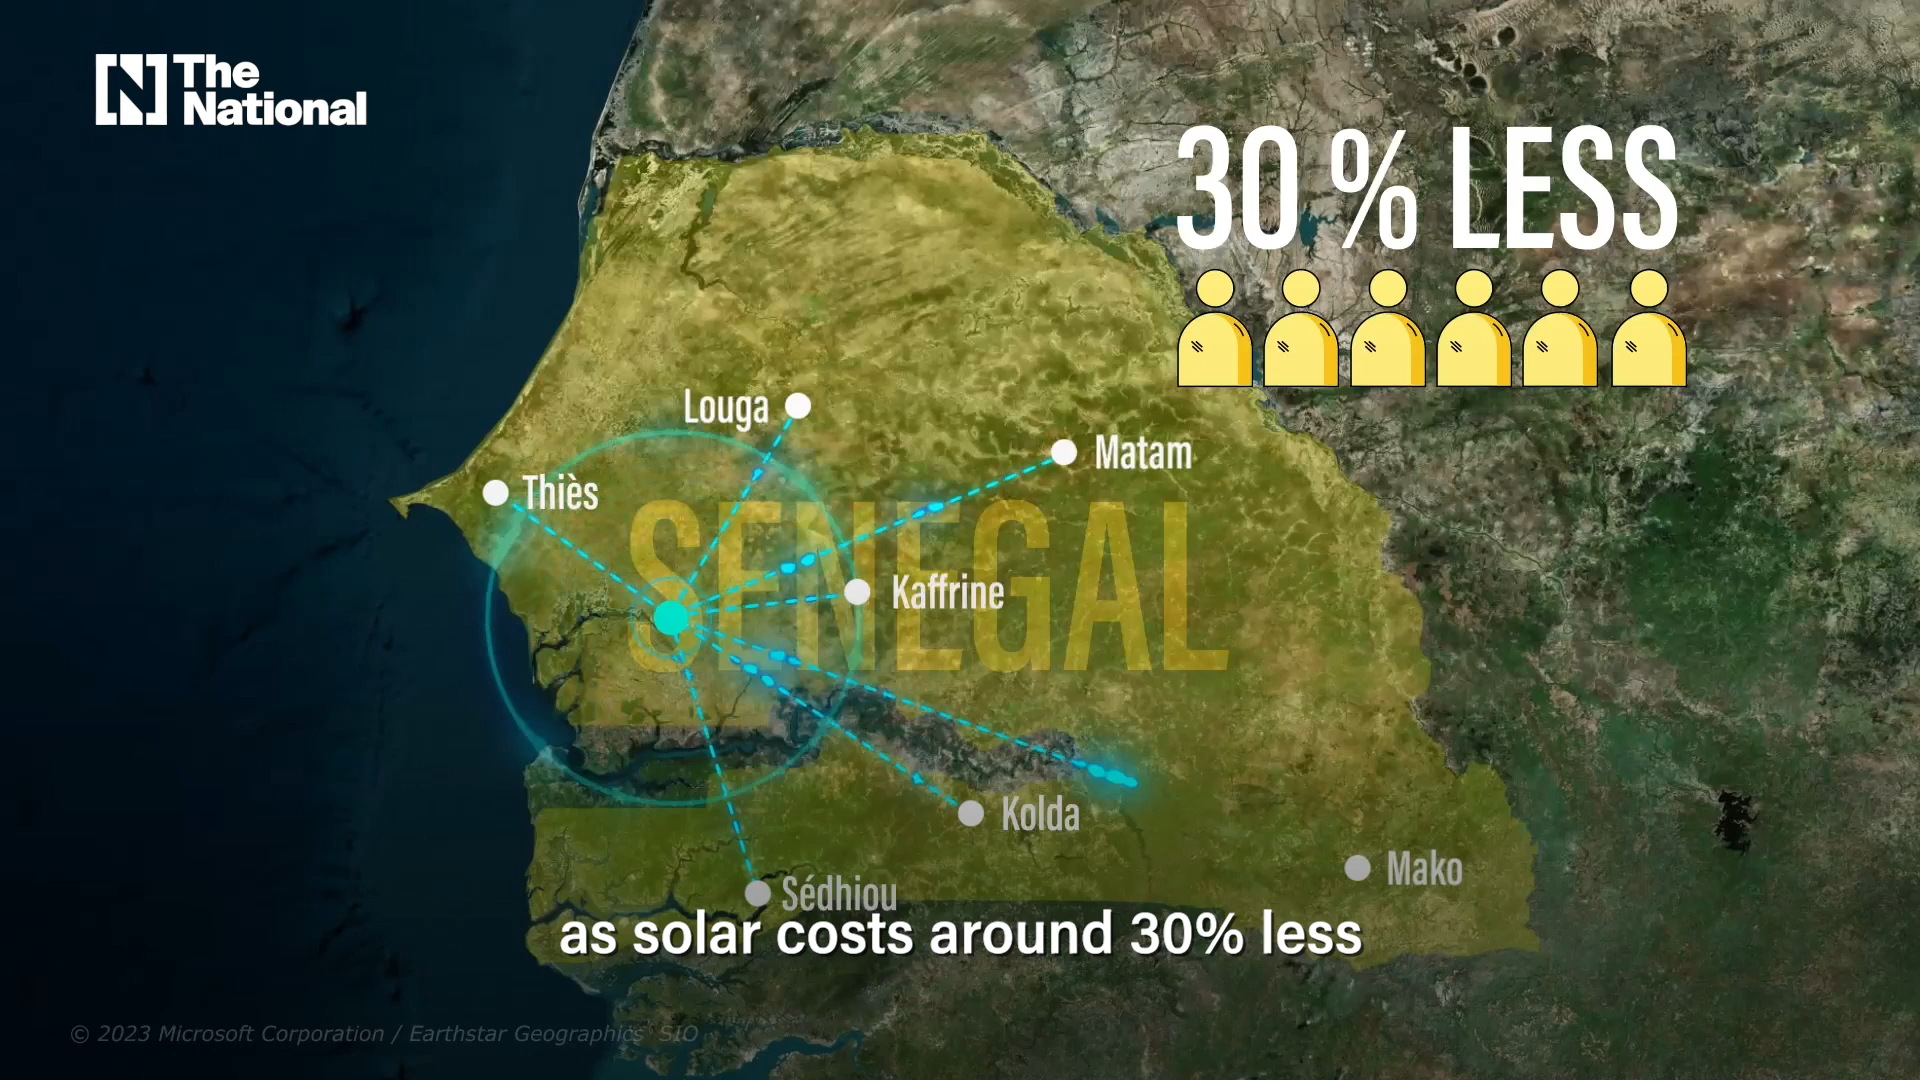 The
National
30 % LESS
Louga
Matam
Thiès
SENEGAL
Kaffrine
Kolda
Mako
Sédhiou
as solar costs around 30% less
© 2023 Microsoft Corporation / Earthstar Geographics SIO